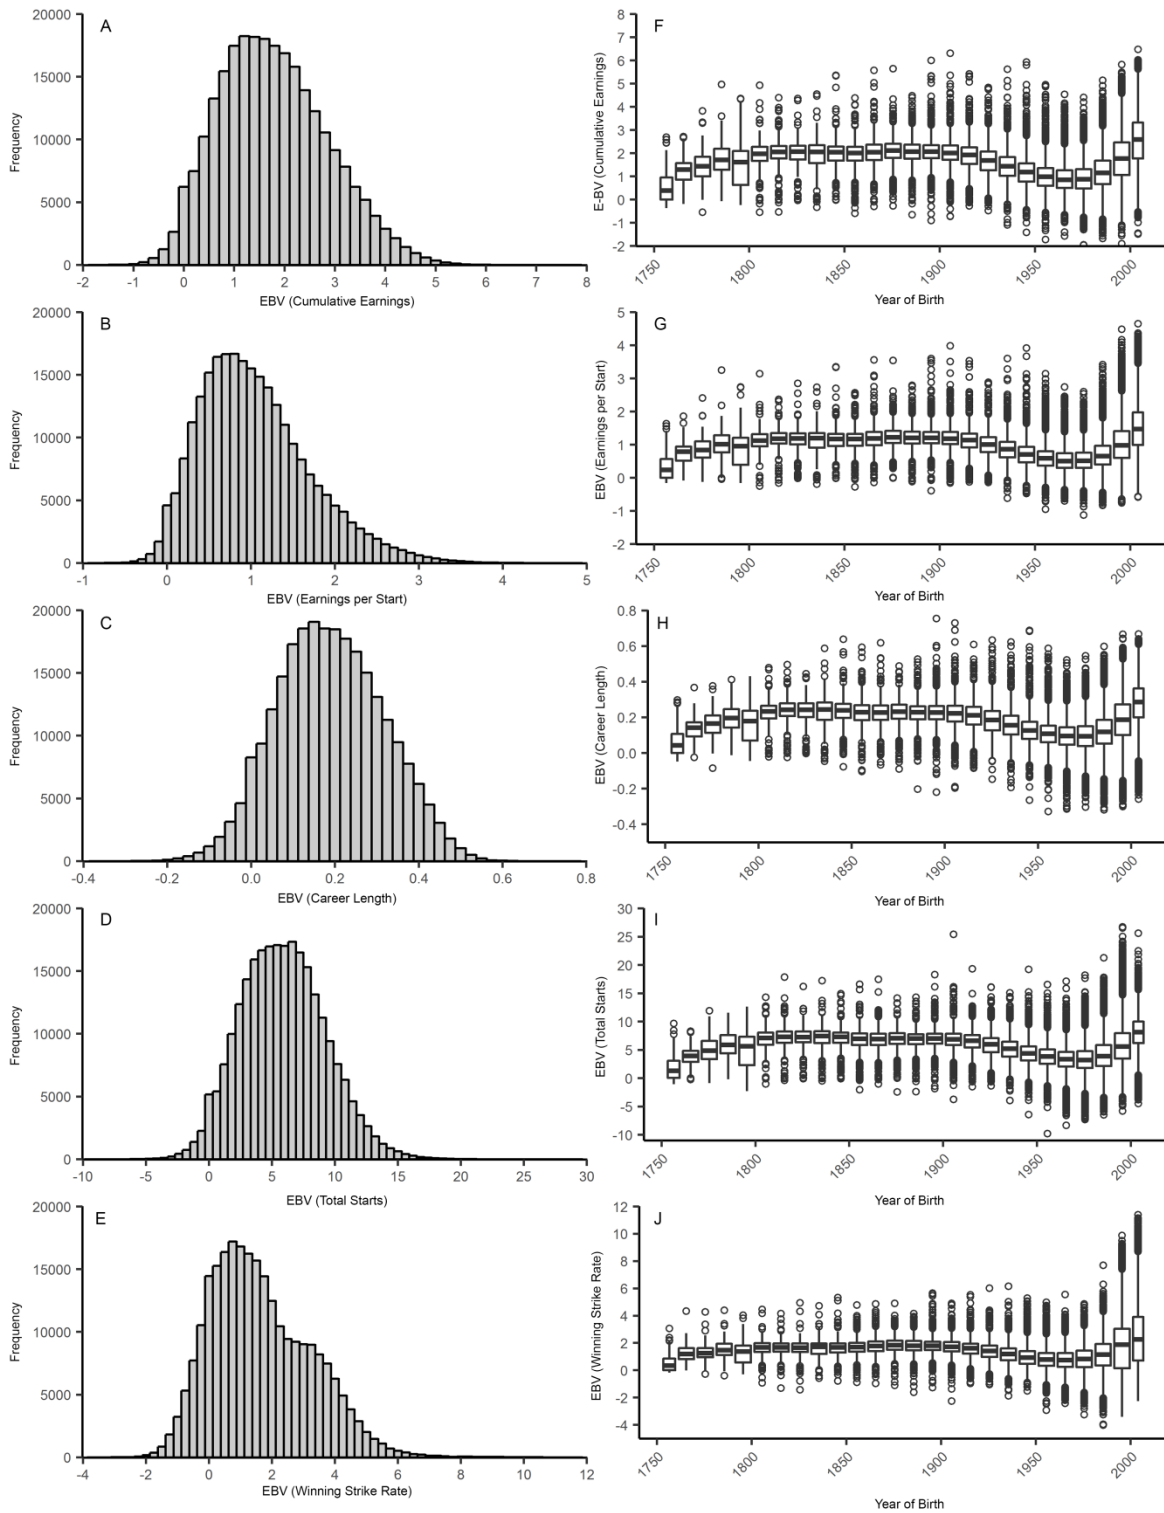 A
20000
15000
10000
5000
0
Frequency
-2 -1 0 1 2 3 4 5 6 7 8
EBV (Cumulative Earnings)
F
8
7
6
5
4
3
2
1
0
-1
-2
E-BV (Cumulative Earnings)
1750 1800 1850 1900 1950 2000
Year of Birth
B
20000
15000
10000
5000
0
Frequency
-1 0 1 2 3 4 5
EBV (Earnings per Start)
G
5
4
3
2
1
0
-1
-2
EBV (Earnings per Start)
1750 1800 1850 1900 1950 2000
Year of Birth
C
20000
15000
10000
5000
0
Frequency
-0.4 -0.2 0.0 0.2 0.4 0.6 0.8
EBV (Career Length)
H
0.8
0.6
0.4
0.2
0.0
-0.2
-0.4
EBV (Career Length)
1750 1800 1850 1900 1950 2000
Year of Birth
D
20000
15000
10000
5000
0
Frequency
-10 -5 0 5 10 15 20 25 30
EBV (Total Starts)
I
30
25
20
15
10
5
0
-5
-10
EBV (Total Starts)
1750 1800 1850 1900 1950 2000
Year of Birth
E
20000
15000
10000
5000
0
Frequency
-4 -2 0 2 4 6 8 10 12
EBV (Winning Strike Rate)
J
12
10
8
6
4
2
0
-2
-4
EBV (Winning Strike Rate)
1750 1800 1850 1900 1950 2000
Year of Birth